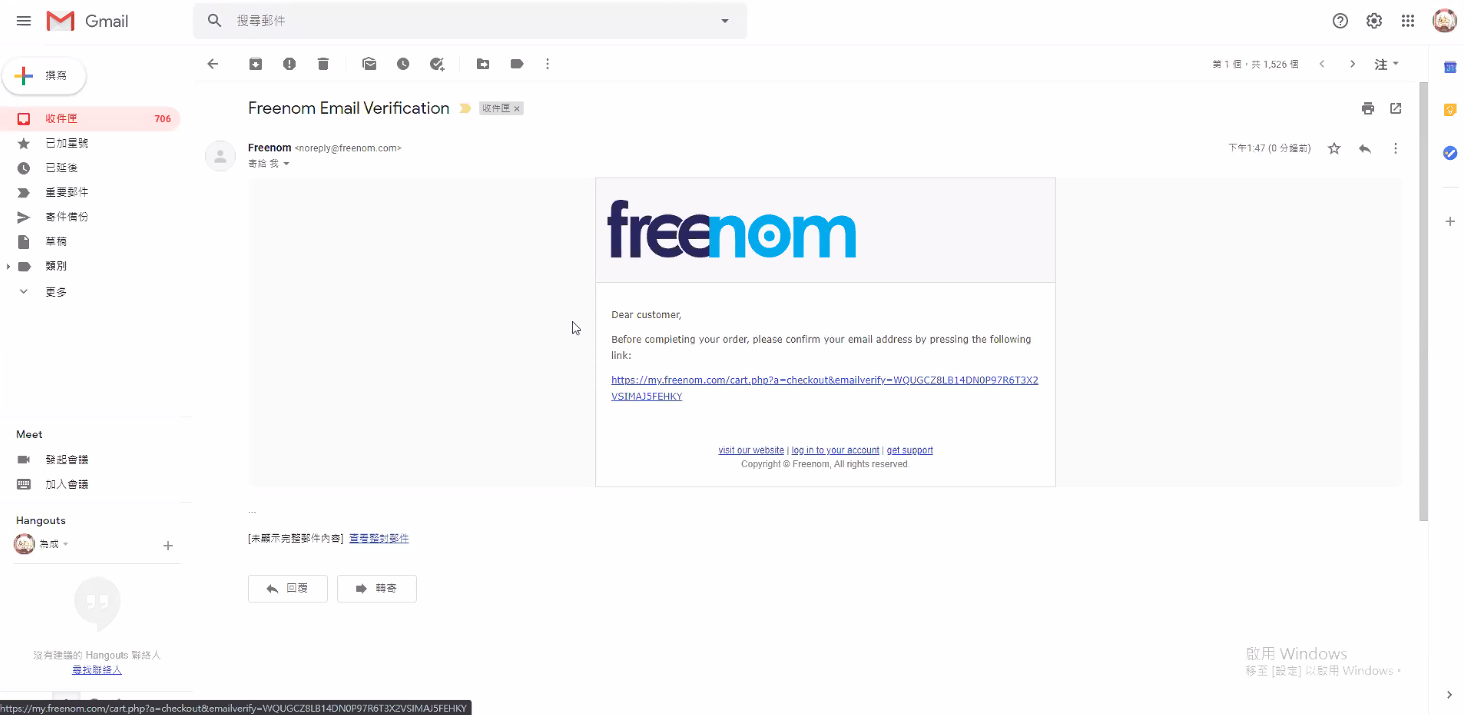 Gmail
搜尋郵件
撰寫
第 1 個，共 1,526 個
注
收件匣 706
已加星號
已延後
重要郵件
寄件備份
草稿
類別
更多
Freenom Email Verification 收件匣 ×
Freenom <noreply@freenom.com>
下午1:47 (0 分鐘前)
寄給 我
freenom
Dear customer,
Before completing your order, please confirm your email address by pressing the following
link:
https://my.freenom.com/cart.php?a=checkout&emailverify=WQUGCZ8LB14DN0P97R6T3X2
VSIMAJ5FEHKY
visit our website | log in to your account | get support
Copyright © Freenom, All rights reserved.
...
[未顯示完整郵件內容] 查看整封郵件
回覆
轉寄
Meet
發起會議
加入會議
Hangouts
為成
沒有建議的 Hangouts 聯絡人
尋找聯絡人
啟用 Windows
移至 [設定] 以啟用 Windows。
https://my.freenom.com/cart.php?a=checkout&emailverify=WQUGCZ8LB14DN0P97R6T3X2VSIMAJ5FEHKY
31